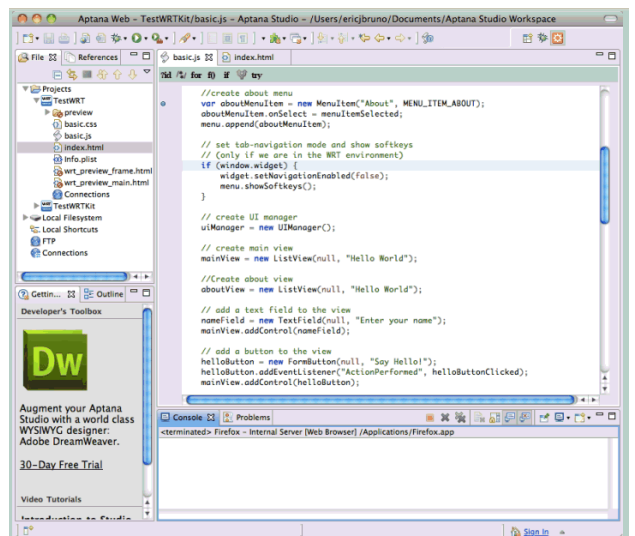 Aptana Web – TestWRTKit/basic.js – Aptana Studio – /Users/ericjbruno/Documents/Aptana Studio Workspace
File
References
basic.js
index.html
for
if
try
Projects
TestWRT
preview
basic.css
basic.js
index.html
Info.plist
wrt_preview_frame.html
wrt_preview_main.html
Connections
TestWRTKit
Local Filesystem
Local Shortcuts
FTP
Connections
//create about menu
var aboutMenuItem = new MenuItem("About", MENU_ITEM_ABOUT);
aboutMenuItem.onSelect = menuItemSelected;
menu.append(aboutMenuItem);
// set tab-navigation mode and show softkeys
// (only if we are in the WRT environment)
if (window.widget) {
widget.setNavigationEnabled(false);
menu.showSoftkeys();
}
// create UI manager
uiManager = new UIManager();
// create main view
mainView = new ListView(null, "Hello World");
//Create about view
aboutView = new ListView(null, "Hello World");
// add a text field to the view
nameField = new TextField(null, "Enter your name");
mainView.addControl(nameField);
// add a button to the view
helloButton = new FormButton(null, "Say Hello!");
helloButton.addEventListener("ActionPerformed", helloButtonClicked);
mainView.addControl(helloButton);
Gettin...
Outline
Developer's Toolbox
Dw
Augment your Aptana
Studio with a world class
WYSIWYG designer:
Adobe DreamWeaver.
30-Day Free Trial
Video Tutorials
Console
Problems
<terminated> Firefox – Internal Server [Web Browser] /Applications/Firefox.app
Sign In